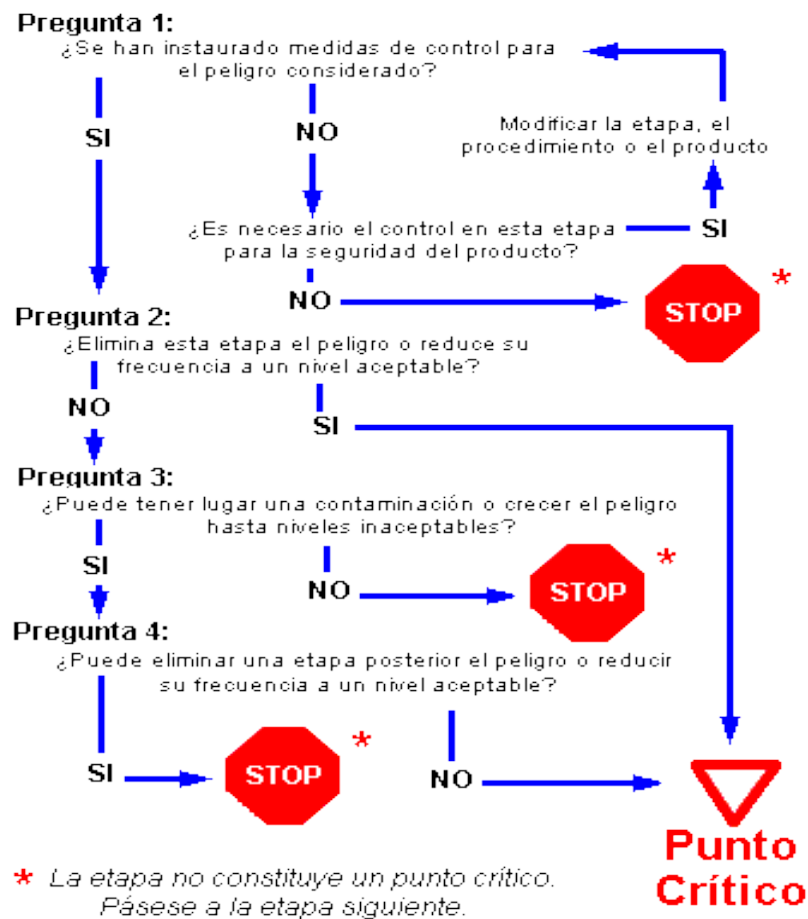 Pregunta 1:
¿Se han instaurado medidas de control para
el peligro considerado?
SI
NO
Modificar la etapa, el
procedimiento o el producto
¿Es necesario el control en esta etapa
para la seguridad del producto?
SI
NO
STOP *
Pregunta 2:
¿Elimina esta etapa el peligro o reduce su
frecuencia a un nivel aceptable?
NO
SI
Pregunta 3:
¿Puede tener lugar una contaminación o crecer el peligro
hasta niveles inaceptables?
SI
NO
STOP *
Pregunta 4:
¿Puede eliminar una etapa posterior el peligro o reducir
su frecuencia a un nivel aceptable?
SI
STOP *
NO
Punto
Crítico
* La etapa no constituye un punto crítico.
Pásese a la etapa siguiente.